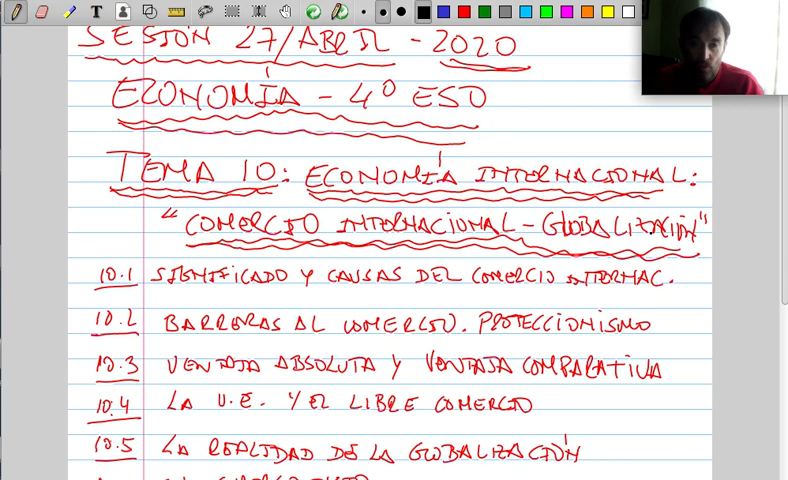 SESIÓN 27/ABRIL - 2020
ECONOMÍA - 4º ESO
TEMA 10: ECONOMÍA INTERNACIONAL:
"COMERCIO INTERNACIONAL - GLOBALIZACIÓN"
10.1 SIGNIFICADO Y CAUSAS DEL COMERCIO INTERNAC.
10.2 BARRERAS AL COMERCIO. PROTECCIONISMO
10.3 VENTAJA ABSOLUTA Y VENTAJA COMPARATIVA
10.4 LA U.E. Y EL LIBRE COMERCIO
10.5 LA REALIDAD DE LA GLOBALIZACIÓN